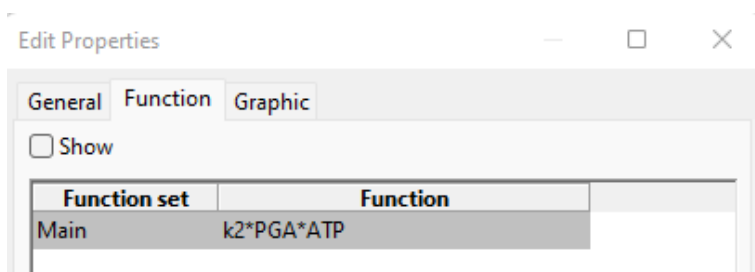 Edit Properties
General Function Graphic
Show
Function set Function
Main k2*PGA*ATP